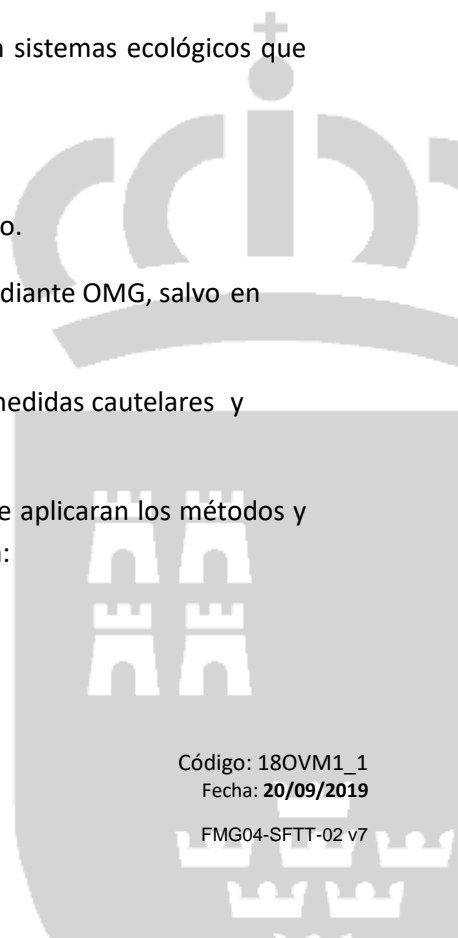 sistemas ecológicos que
o.
diante OMG, salvo en
medidas cautelares y
e aplicaran los métodos y
:
Código: 18OVM1_1
Fecha: 20/09/2019
FMG04-SFTT-02 v7